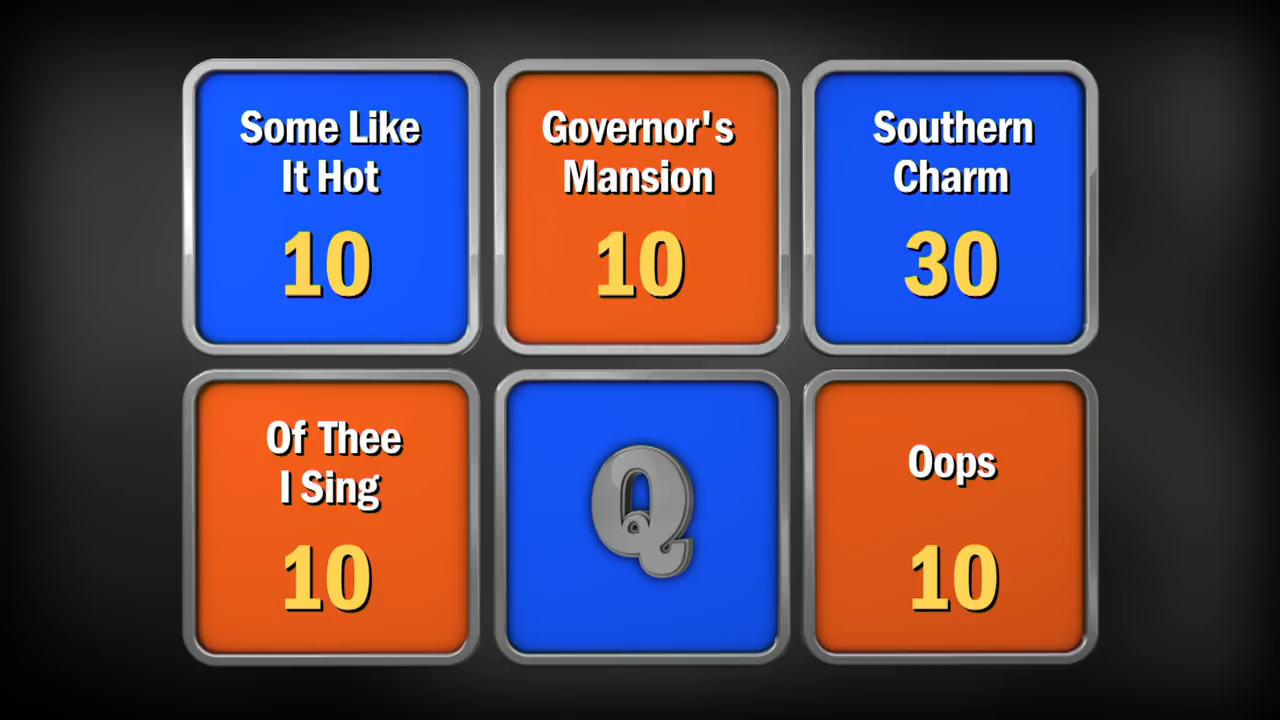 Some Like
It Hot
10
Governor's
Mansion
10
Southern
Charm
30
Of Thee
I Sing
10
Q
Oops
10